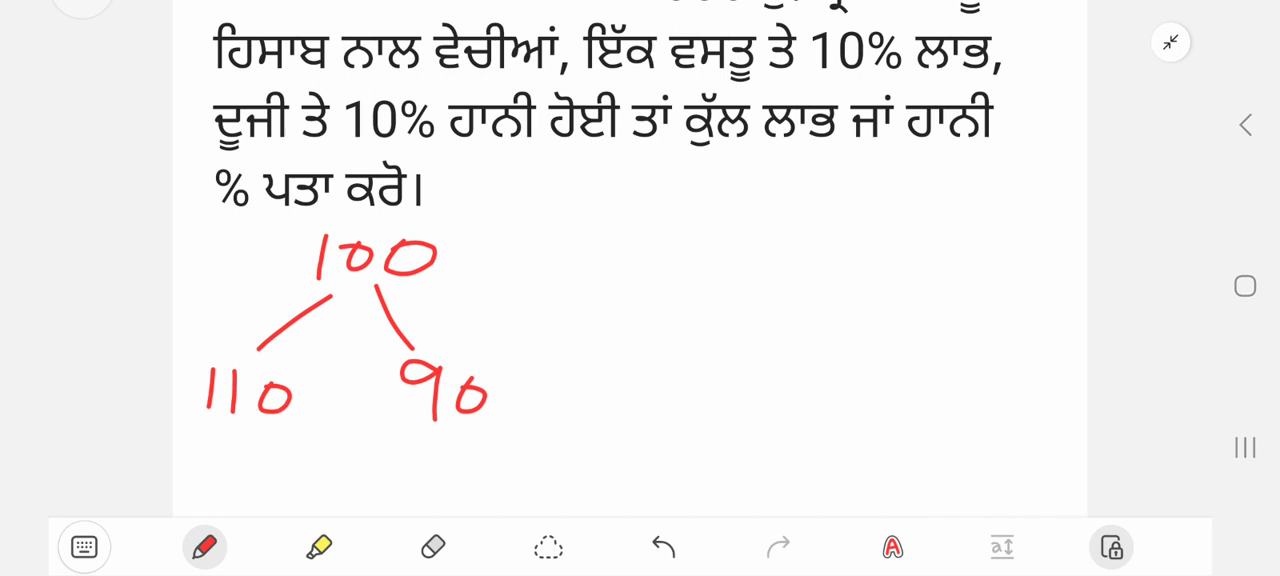 ਹਿਸਾਬ ਨਾਲ ਵੇਚੀਆਂ, ਇੱਕ ਵਸਤੂ ਤੇ 10% ਲਾਭ,
ਦੂਜੀ ਤੇ 10% ਹਾਨੀ ਹੋਈ ਤਾਂ ਕੁੱਲ ਲਾਭ ਜਾਂ ਹਾਨੀ
% ਪਤਾ ਕਰੋ।
100
110 90